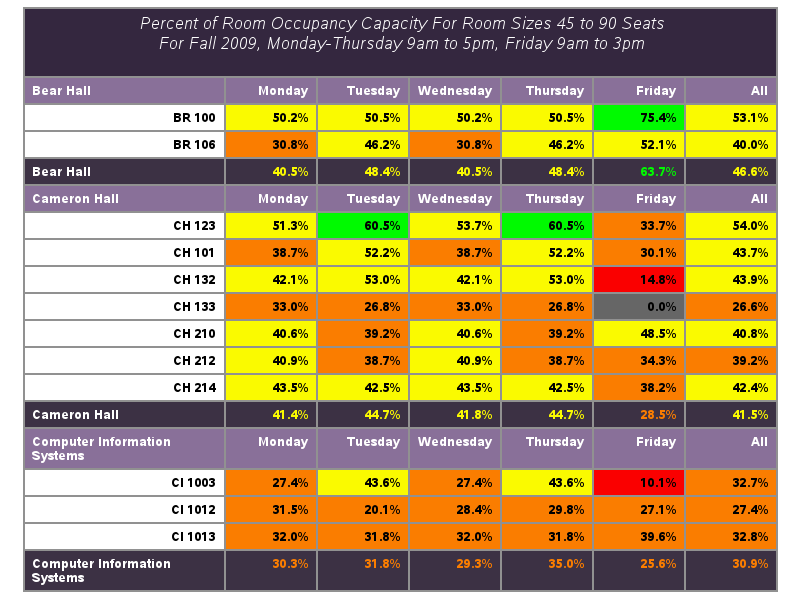 Percent of Room Occupancy Capacity For Room Sizes 45 to 90 Seats
For Fall 2009, Monday-Thursday 9am to 5pm, Friday 9am to 3pm
Bear Hall Monday Tuesday Wednesday Thursday Friday All
BR 100 50.2% 50.5% 50.2% 50.5% 75.4% 53.1%
BR 106 30.8% 46.2% 30.8% 46.2% 52.1% 40.0%
Bear Hall 40.5% 48.4% 40.5% 48.4% 63.7% 46.6%
Cameron Hall Monday Tuesday Wednesday Thursday Friday All
CH 123 51.3% 60.5% 53.7% 60.5% 33.7% 54.0%
CH 101 38.7% 52.2% 38.7% 52.2% 30.1% 43.7%
CH 132 42.1% 53.0% 42.1% 53.0% 14.8% 43.9%
CH 133 33.0% 26.8% 33.0% 26.8% 0.0% 26.6%
CH 210 40.6% 39.2% 40.6% 39.2% 48.5% 40.8%
CH 212 40.9% 38.7% 40.9% 38.7% 34.3% 39.2%
CH 214 43.5% 42.5% 43.5% 42.5% 38.2% 42.4%
Cameron Hall 41.4% 44.7% 41.8% 44.7% 28.5% 41.5%
Computer Information Monday Tuesday Wednesday Thursday Friday All
Systems
CI 1003 27.4% 43.6% 27.4% 43.6% 10.1% 32.7%
CI 1012 31.5% 20.1% 28.4% 29.8% 27.1% 27.4%
CI 1013 32.0% 31.8% 32.0% 31.8% 39.6% 32.8%
Computer Information 30.3% 31.8% 29.3% 35.0% 25.6% 30.9%
Systems